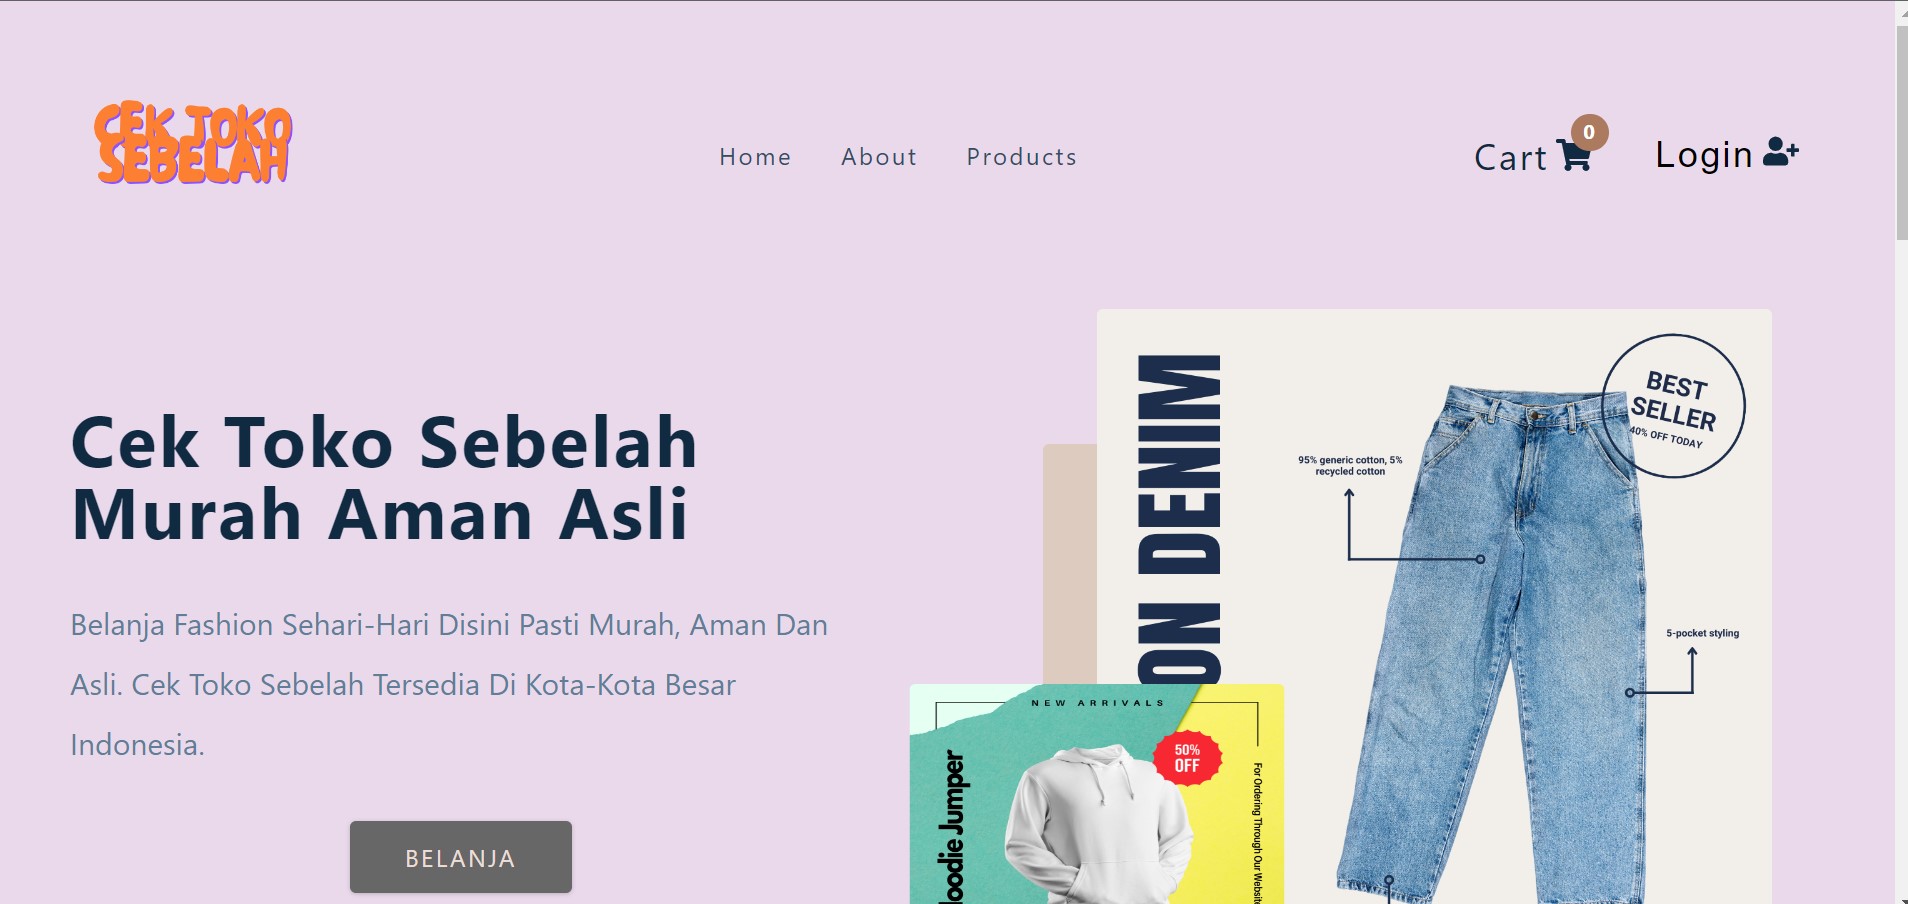 CEK TOKO
SEBELAH
Home
About
Products
Cart
0
Login
Cek Toko Sebelah
Murah Aman Asli
Belanja Fashion Sehari-Hari Disini Pasti Murah, Aman Dan
Asli. Cek Toko Sebelah Tersedia Di Kota-Kota Besar
Indonesia.
BELANJA
ON DENIM
BEST
SELLER
40% OFF TODAY
95% generic cotton, 5%
recycled cotton
5-pocket styling
NEW ARRIVALS
50%
OFF
Jumper
For Ordering Through Our Website